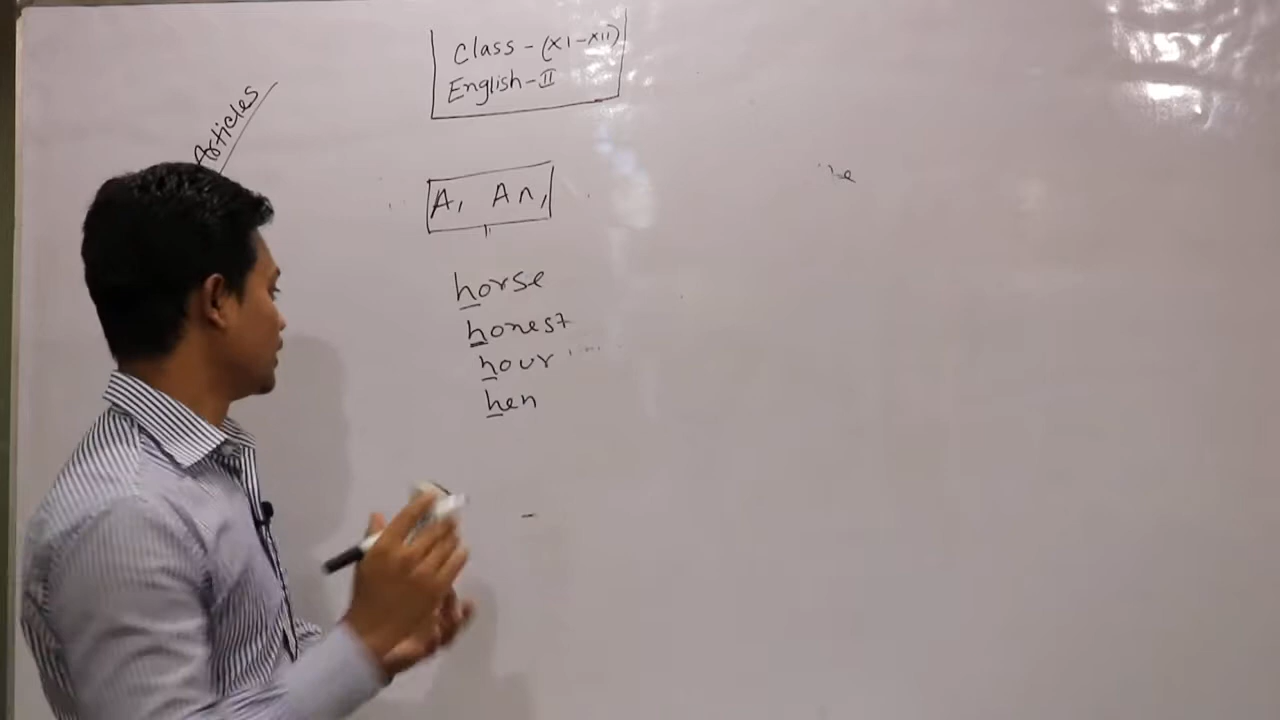 Class - (XI-XII)
English - II
Articles
A, An,
horse
honest
hour
hen